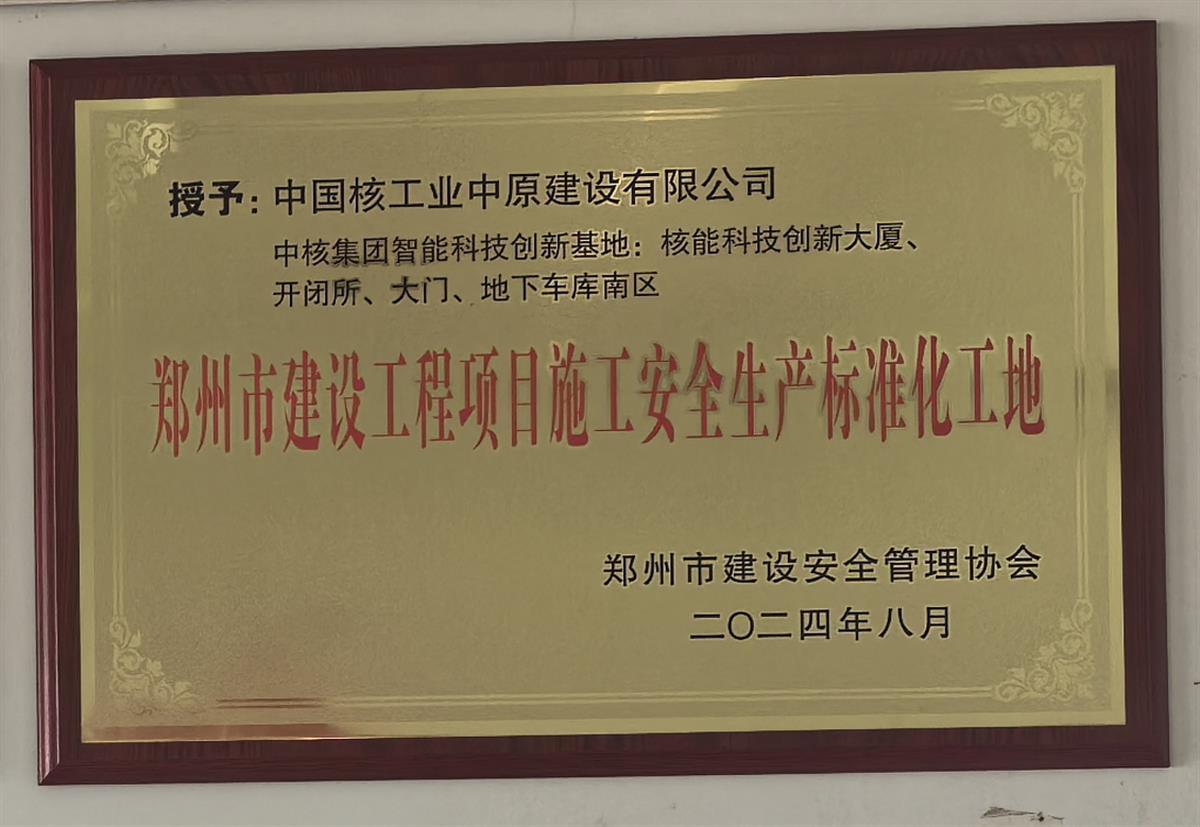 授予：中国核工业中原建设有限公司
中核集团智能科技创新基地：核能科技创新大厦、
开闭所、大门、地下车库南区
郑州市建设工程项目施工安全生产标准化工地
郑州市建设安全管理协会
二〇二四年八月